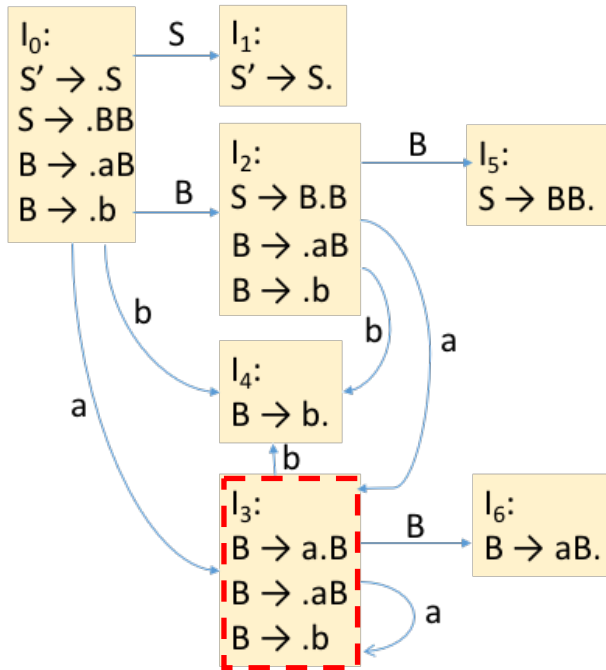 I₀:
S' → .S
S → .BB
B → .aB
B → .b
S
I₁:
S' → S.
B
I₂:
S → B.B
B → .aB
B → .b
B
I₅:
S → BB.
b
a
b
a
I₄:
B → b.
b
I₃:
B → a.B
B → .aB
B → .b
B
a
I₆:
B → aB.